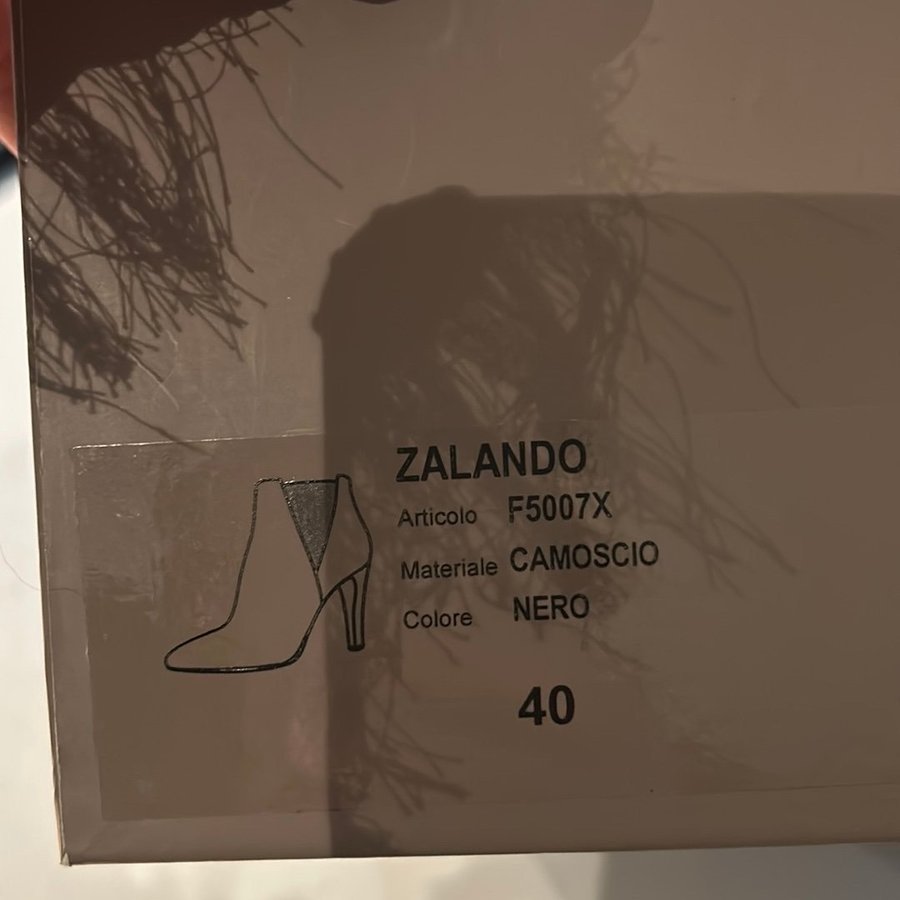 ZALANDO
Articolo F5007X
Materiale CAMOSCIO
Colore NERO
40